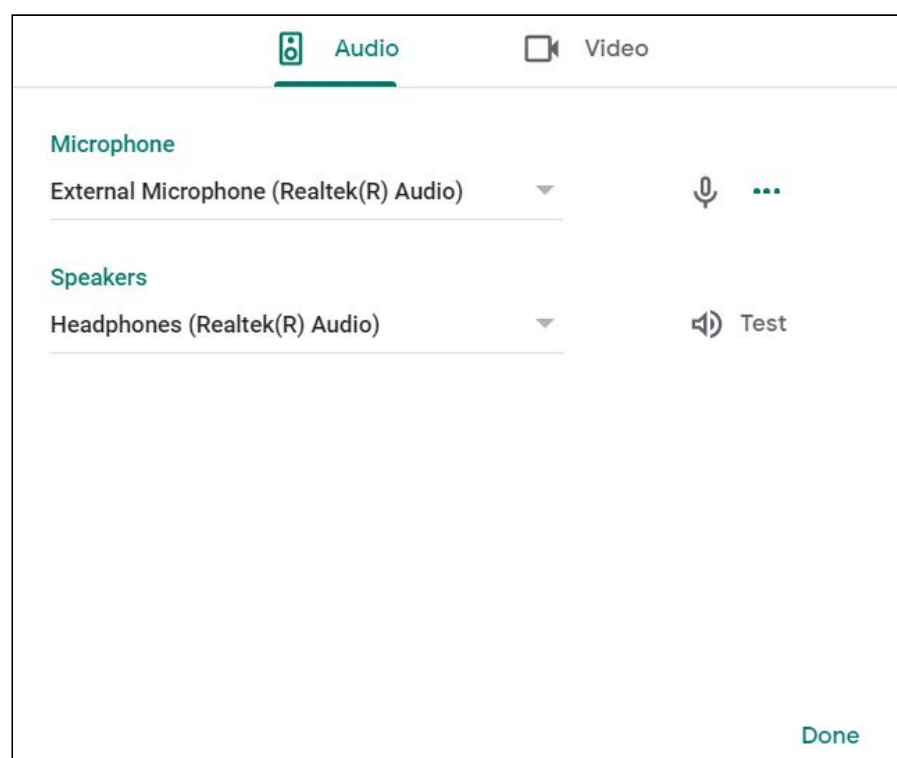 Audio
Video
Microphone
External Microphone (Realtek(R) Audio)
Speakers
Headphones (Realtek(R) Audio)
Test
Done